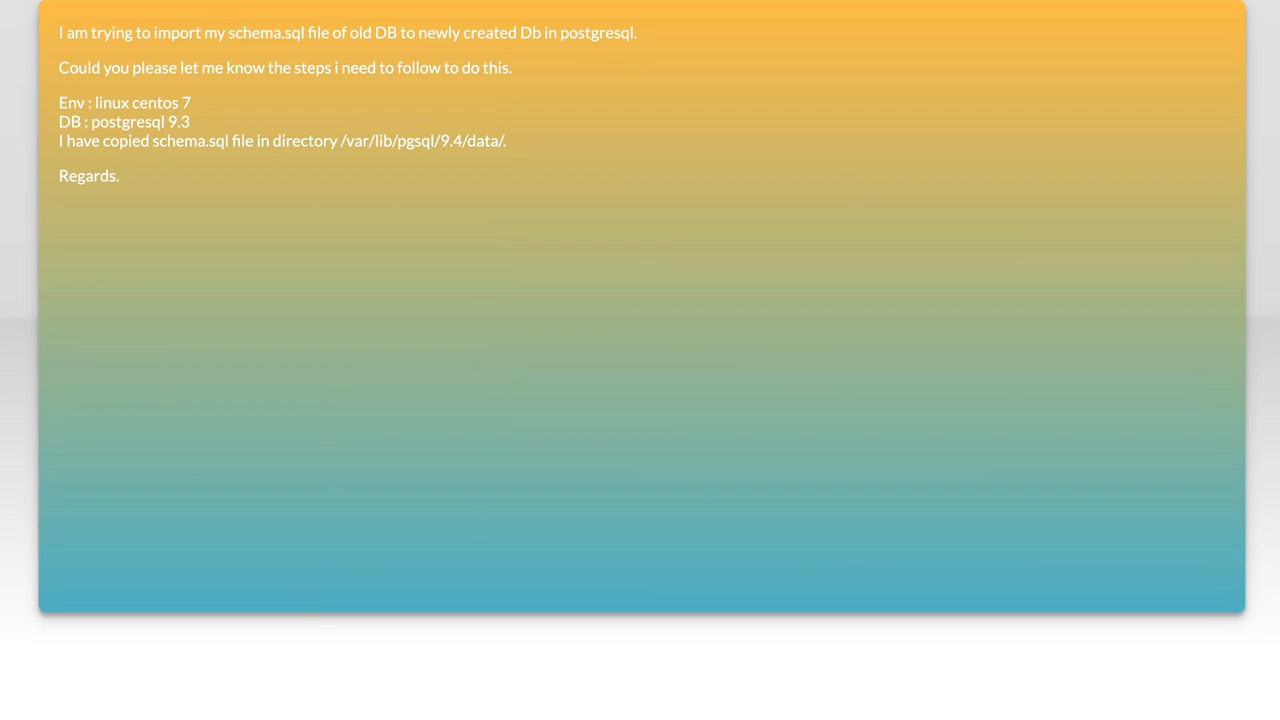 I am trying to import my schema.sql file of old DB to newly created Db in postgresql.
Could you please let me know the steps i need to follow to do this.
Env : linux centos 7
DB : postgresql 9.3
I have copied schema.sql file in directory /var/lib/pgsql/9.4/data/.
Regards.